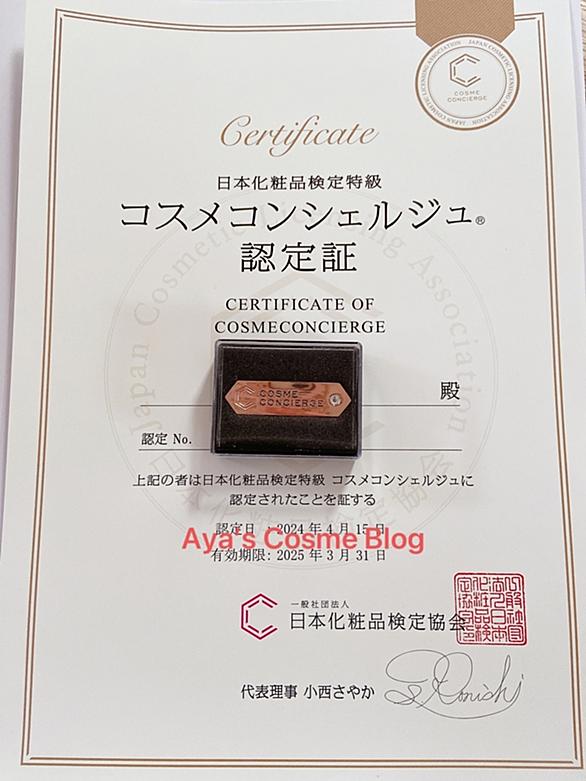 JAPAN COSMETIC LICENSING ASSOCIATION
COSME
CONCIERGE
Certificate
日本化粧品検定特級
コスメコンシェルジュ®
認定証
CERTIFICATE OF
COSMECONCIERGE
Japan Cosmetic Licensing Association
COSME
CONCIERGE
殿
認定 No.
上記の者は日本化粧品検定特級 コスメコンシェルジュに
認定されたことを証する
認定日 : 2024 年 4 月 15 日
Aya's Cosme Blog
有効期限: 2025 年 3 月 31 日
一般社団法人
日本化粧品検定協会
代表理事 小西さやか